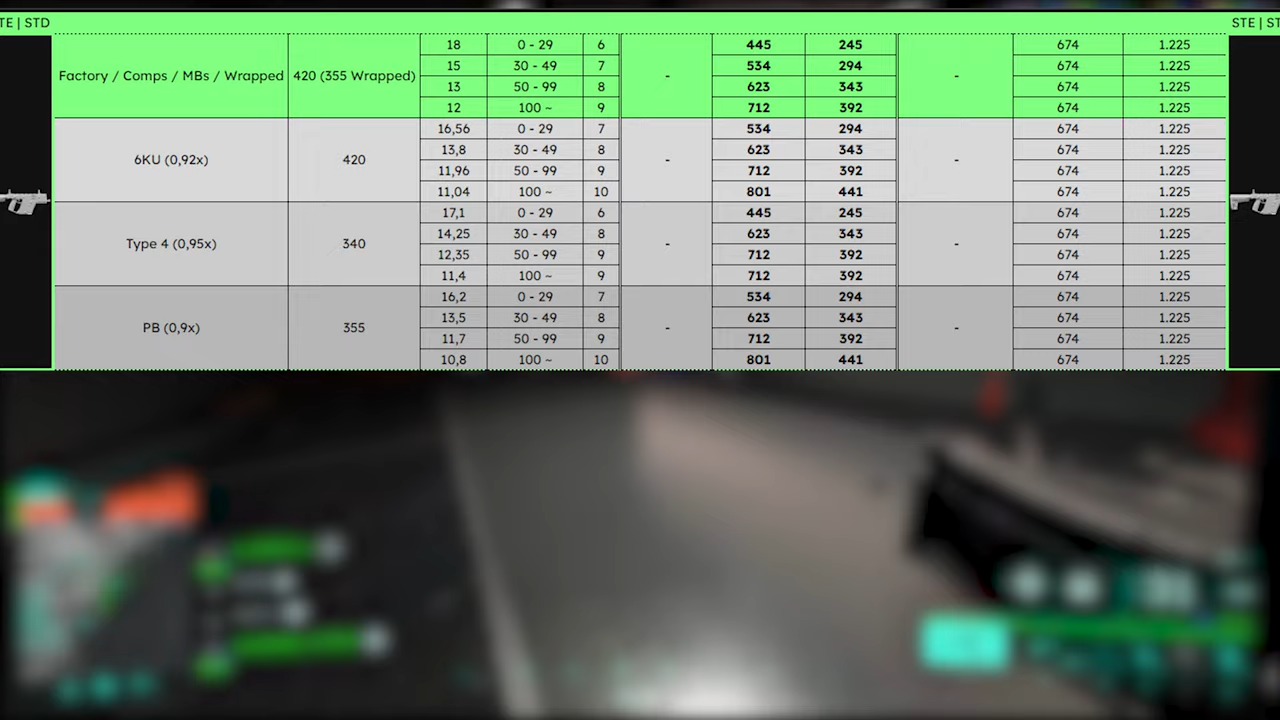 TE | STD
STE | ST
Factory / Comps / MBs / Wrapped 420 (355 Wrapped) - -
18 0 - 29 6 445 245 674 1.225
15 30 - 49 7 534 294 674 1.225
13 50 - 99 8 623 343 674 1.225
12 100 ~ 9 712 392 674 1.225
6KU (0,92x) 420 - -
16,56 0 - 29 7 534 294 674 1.225
13,8 30 - 49 8 623 343 674 1.225
11,96 50 - 99 9 712 392 674 1.225
11,04 100 ~ 10 801 441 674 1.225
Type 4 (0,95x) 340 - -
17,1 0 - 29 6 445 245 674 1.225
14,25 30 - 49 8 623 343 674 1.225
12,35 50 - 99 9 712 392 674 1.225
11,4 100 ~ 9 712 392 674 1.225
PB (0,9x) 355 - -
16,2 0 - 29 7 534 294 674 1.225
13,5 30 - 49 8 623 343 674 1.225
11,7 50 - 99 9 712 392 674 1.225
10,8 100 ~ 10 801 441 674 1.225